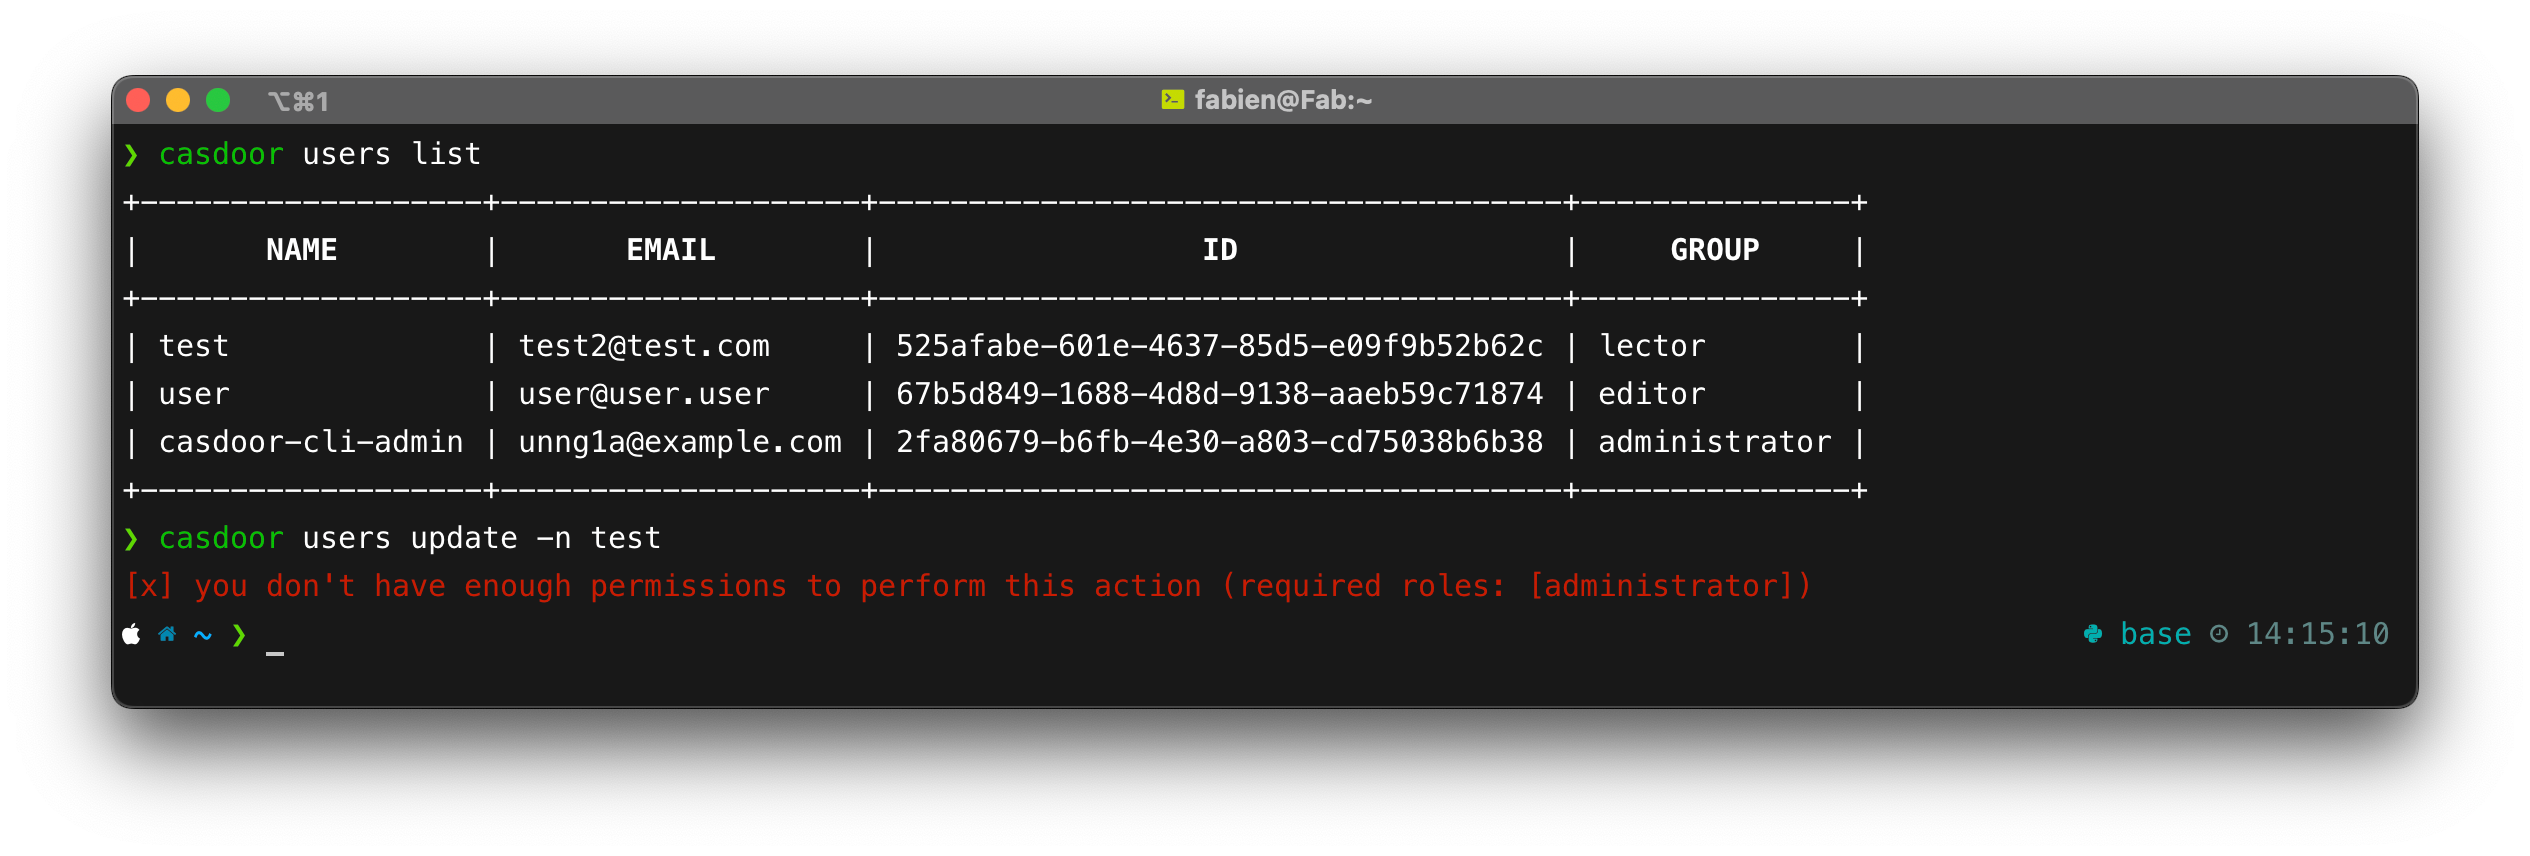 ⌥⌘1 fabien@Fab:~
❯ casdoor users list
+-------------------+--------------------+--------------------------------------+--------------+
| NAME | EMAIL | ID | GROUP |
+-------------------+--------------------+--------------------------------------+--------------+
| test | test2@test.com | 525afabe-601e-4637-85d5-e09f9b52b62c | lector |
| user | user@user.user | 67b5d849-1688-4d8d-9138-aaeb59c71874 | editor |
| casdoor-cli-admin | unng1a@example.com | 2fa80679-b6fb-4e30-a803-cd75038b6b38 | administrator |
+-------------------+--------------------+--------------------------------------+--------------+
❯ casdoor users update -n test
[x] you don't have enough permissions to perform this action (required roles: [administrator])
~ ❯ _ base 14:15:10